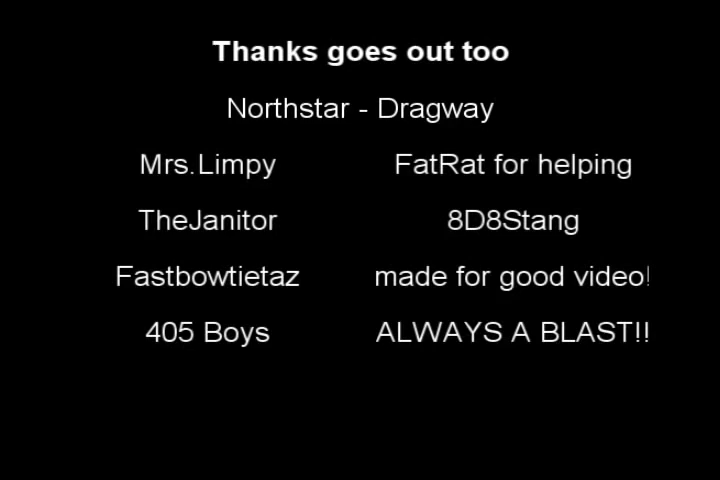 Thanks goes out too
Northstar - Dragway
Mrs.Limpy FatRat for helping
TheJanitor 8D8Stang
Fastbowtietaz made for good video!
405 Boys ALWAYS A BLAST!!